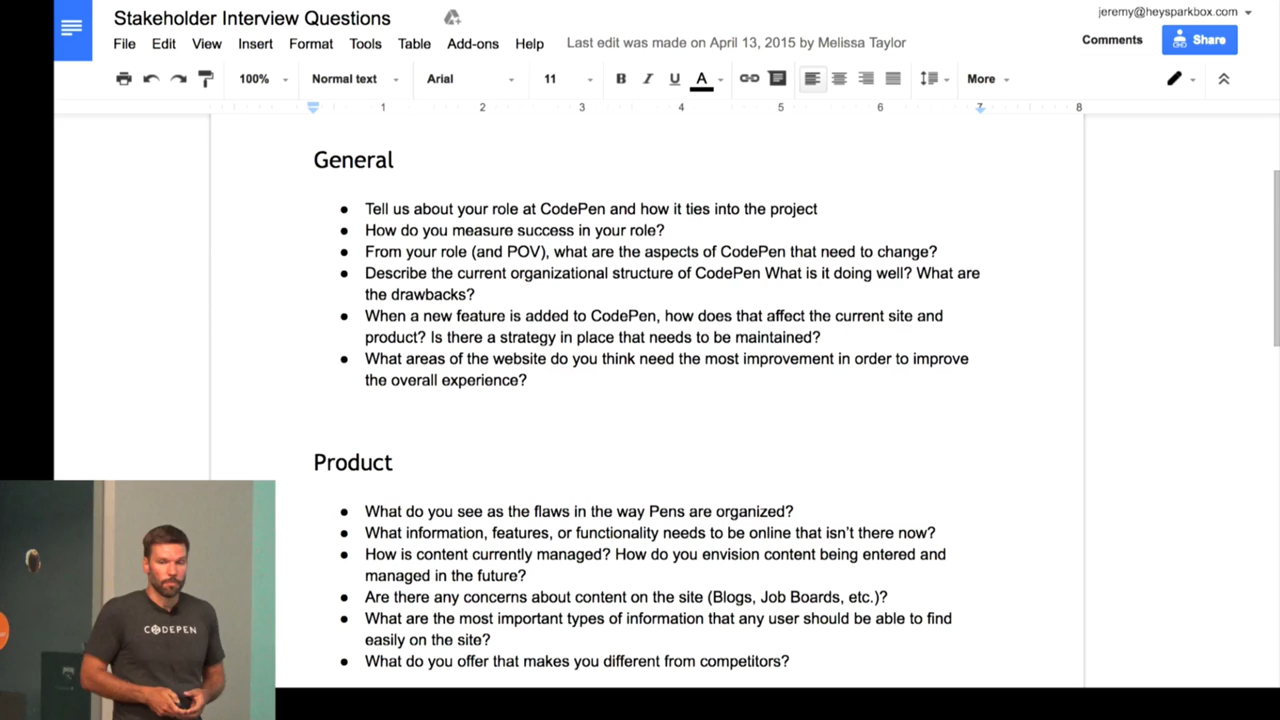 Stakeholder Interview Questions
jeremy@heysparkbox.com
File Edit View Insert Format Tools Table Add-ons Help Last edit was made on April 13, 2015 by Melissa Taylor
Comments Share
100% Normal text Arial 11 B I U A More
1 2 3 4 5 6 7 8
General
● Tell us about your role at CodePen and how it ties into the project
● How do you measure success in your role?
● From your role (and POV), what are the aspects of CodePen that need to change?
● Describe the current organizational structure of CodePen What is it doing well? What are
the drawbacks?
● When a new feature is added to CodePen, how does that affect the current site and
product? Is there a strategy in place that needs to be maintained?
● What areas of the website do you think need the most improvement in order to improve
the overall experience?
Product
● What do you see as the flaws in the way Pens are organized?
● What information, features, or functionality needs to be online that isn't there now?
● How is content currently managed? How do you envision content being entered and
managed in the future?
● Are there any concerns about content on the site (Blogs, Job Boards, etc.)?
● What are the most important types of information that any user should be able to find
easily on the site?
● What do you offer that makes you different from competitors?
CODEPEN